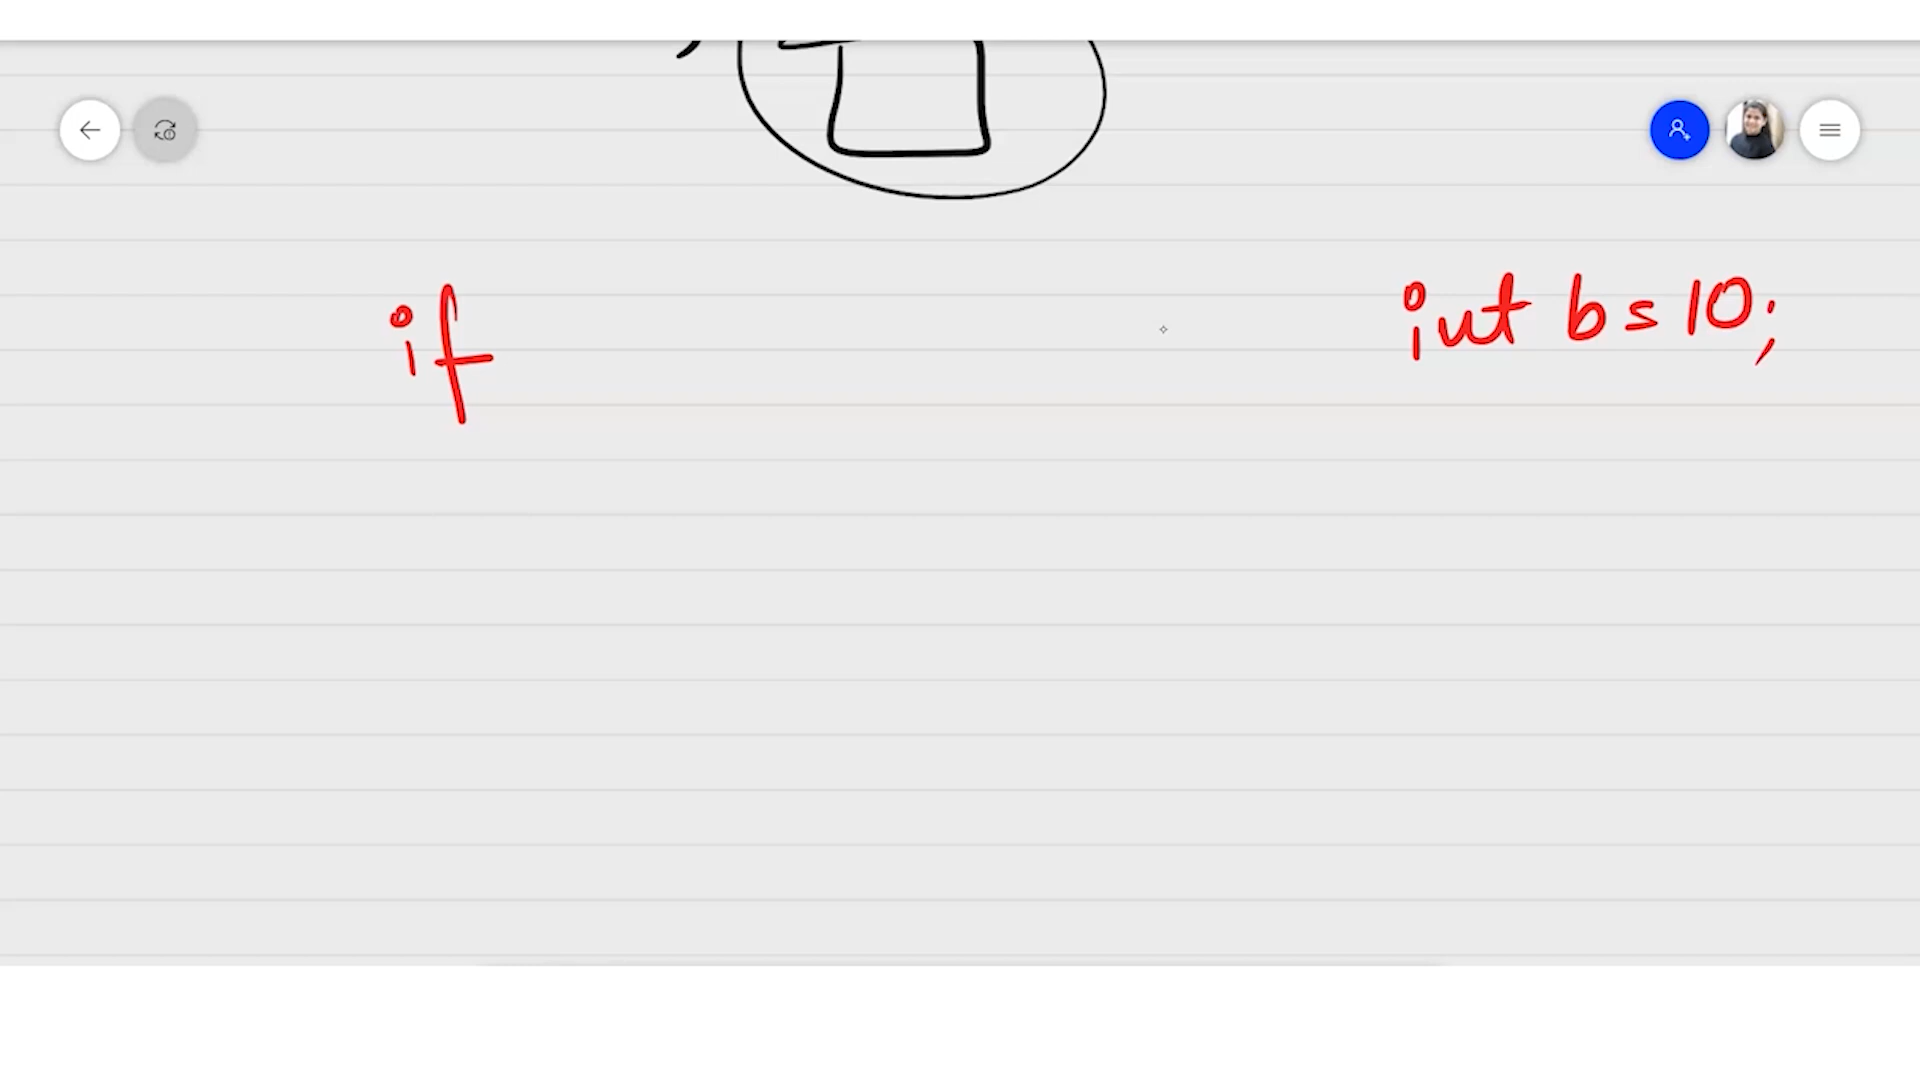 if
int b = 10;